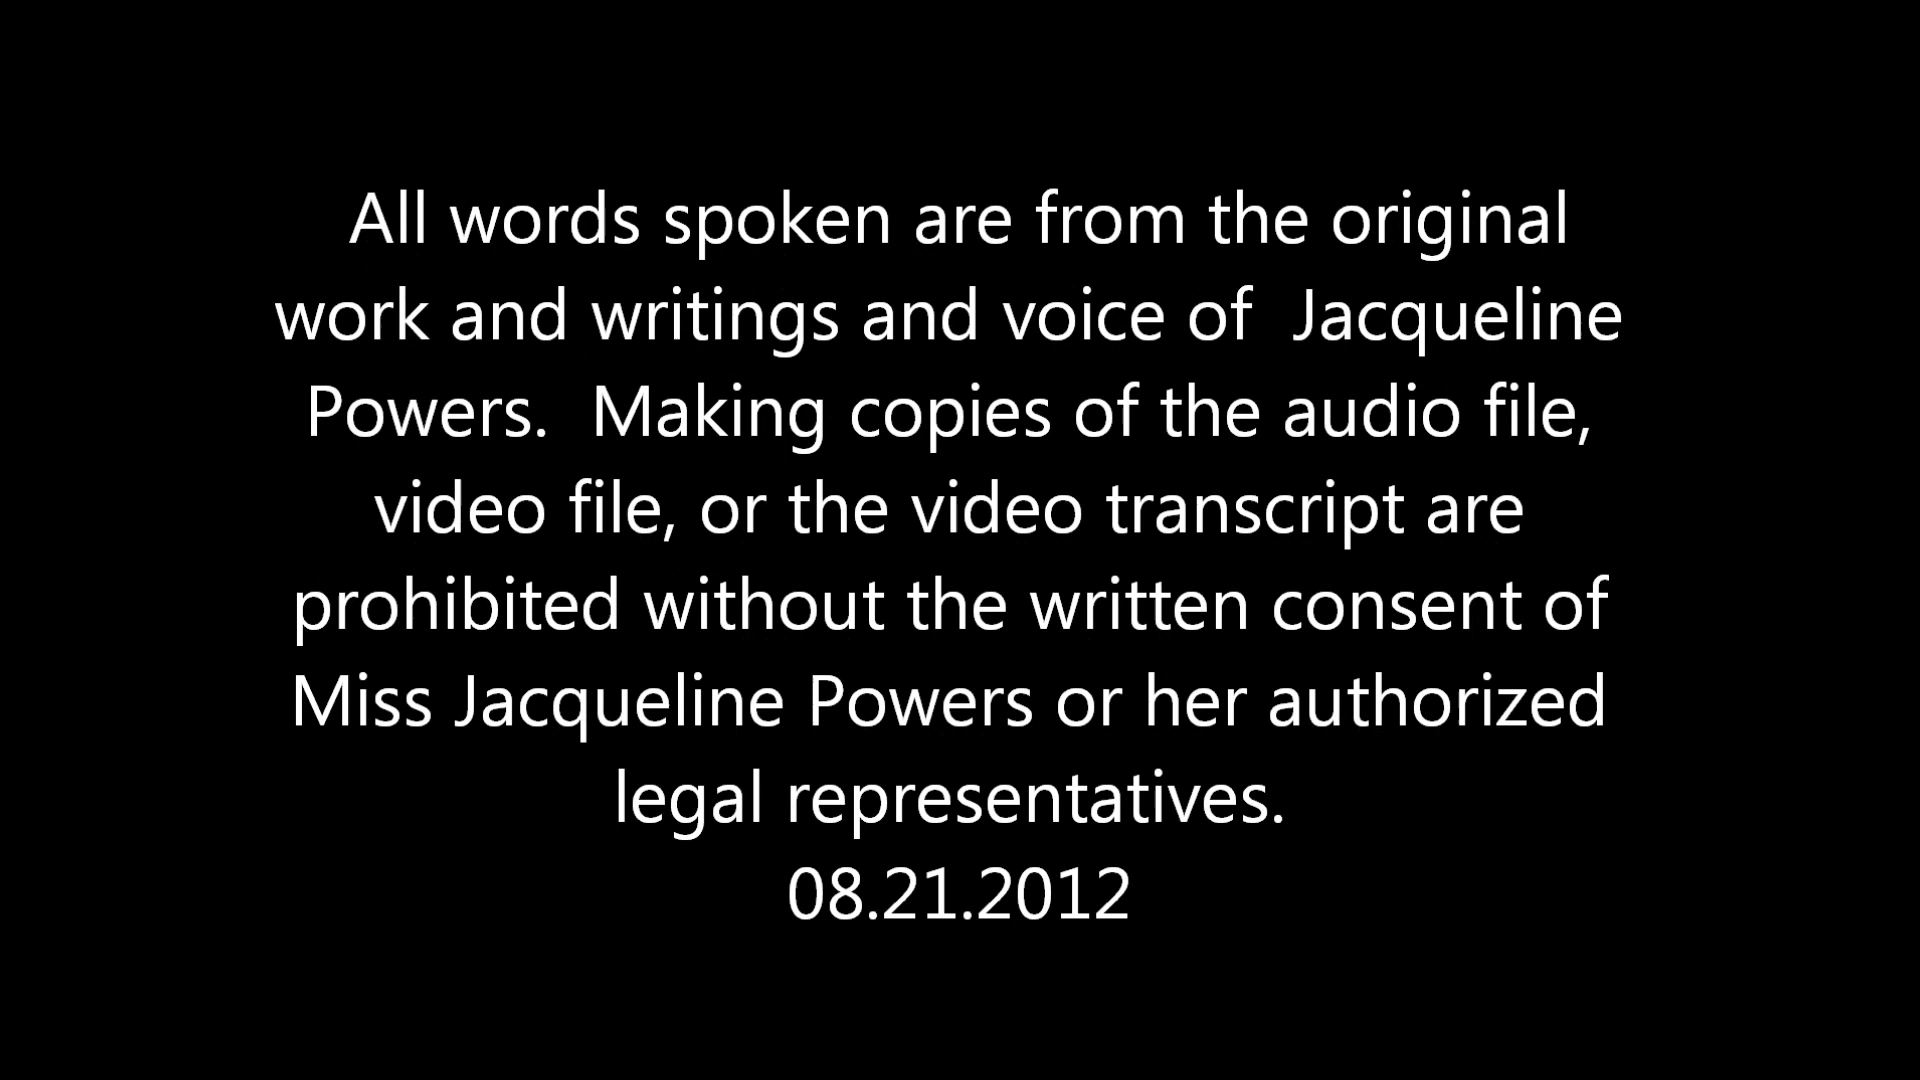 All words spoken are from the original
work and writings and voice of  Jacqueline
Powers.  Making copies of the audio file,
video file, or the video transcript are
prohibited without the written consent of
Miss Jacqueline Powers or her authorized
legal representatives.
08.21.2012